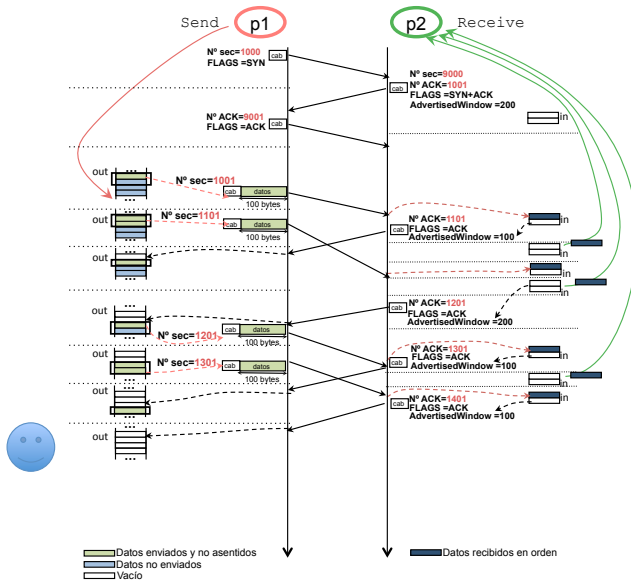 Send
p1
p2
Receive
Nº sec=1000
FLAGS =SYN
cab
Nº sec=9000
Nº ACK=1001
FLAGS =SYN+ACK
AdvertisedWindow =200
cab
in
Nº ACK=9001
FLAGS =ACK
cab
out
...
...
Nº sec=1001
cab
datos
100 bytes
out
Nº sec=1101
cab
datos
100 bytes
...
Nº ACK=1101
FLAGS =ACK
AdvertisedWindow=100
cab
in
in
out
...
in
in
Nº ACK=1201
FLAGS =ACK
AdvertisedWindow =200
cab
out
...
Nº sec=1201
cab
datos
100 bytes
out
Nº sec=1301
cab
datos
100 bytes
...
Nº ACK=1301
FLAGS =ACK
AdvertisedWindow =100
cab
in
in
out
...
Nº ACK=1401
FLAGS =ACK
AdvertisedWindow =100
cab
in
out
...
Datos enviados y no asentidos
Datos no enviados
Vacío
Datos recibidos en orden